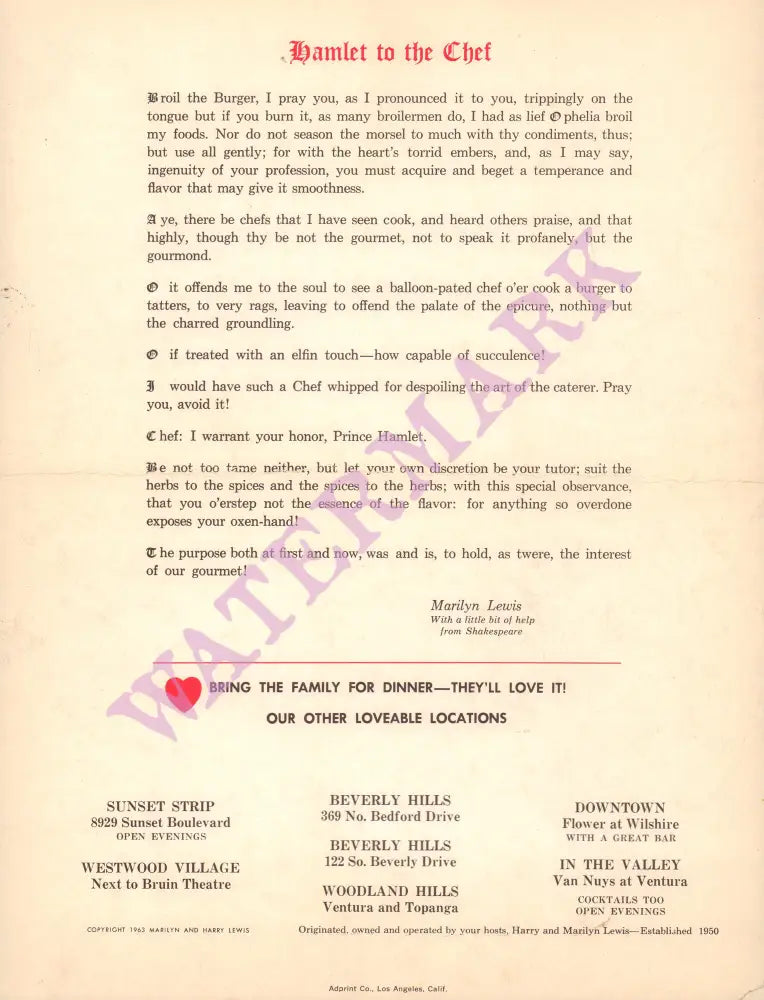 Hamlet to the Chef
Broil the Burger, I pray you, as I pronounced it to you, trippingly on the
tongue but if you burn it, as many broilermen do, I had as lief Ophelia broil
my foods. Nor do not season the morsel to much with thy condiments, thus;
but use all gently; for with the heart's torrid embers, and, as I may say,
ingenuity of your profession, you must acquire and beget a temperance and
flavor that may give it smoothness.
Aye, there be chefs that I have seen cook, and heard others praise, and that
highly, though thy be not the gourmet, not to speak it profanely, but the
gourmond.
O it offends me to the soul to see a balloon-pated chef o'er cook a burger to
tatters, to very rags, leaving to offend the palate of the epicure, nothing but
the charred groundling.
O if treated with an elfin touch—how capable of succulence!
I would have such a Chef whipped for despoiling the art of the caterer. Pray
you, avoid it!
Chef: I warrant your honor, Prince Hamlet.
Be not too tame neither, but let your own discretion be your tutor; suit the
herbs to the spices and the spices to the herbs; with this special observance,
that you o'erstep not the essence of the flavor: for anything so overdone
exposes your oxen-hand!
The purpose both at first and now, was and is, to hold, as twere, the interest
of our gourmet!
Marilyn Lewis
With a little bit of help
from Shakespeare
WATERMARK
BRING THE FAMILY FOR DINNER—THEY'LL LOVE IT!
OUR OTHER LOVEABLE LOCATIONS
SUNSET STRIP
8929 Sunset Boulevard
OPEN EVENINGS
WESTWOOD VILLAGE
Next to Bruin Theatre
BEVERLY HILLS
369 No. Bedford Drive
BEVERLY HILLS
122 So. Beverly Drive
WOODLAND HILLS
Ventura and Topanga
DOWNTOWN
Flower at Wilshire
WITH A GREAT BAR
IN THE VALLEY
Van Nuys at Ventura
COCKTAILS TOO
OPEN EVENINGS
COPYRIGHT 1963 MARILYN AND HARRY LEWIS
Originated, owned and operated by your hosts, Harry and Marilyn Lewis—Established 1950
Adprint Co., Los Angeles, Calif.